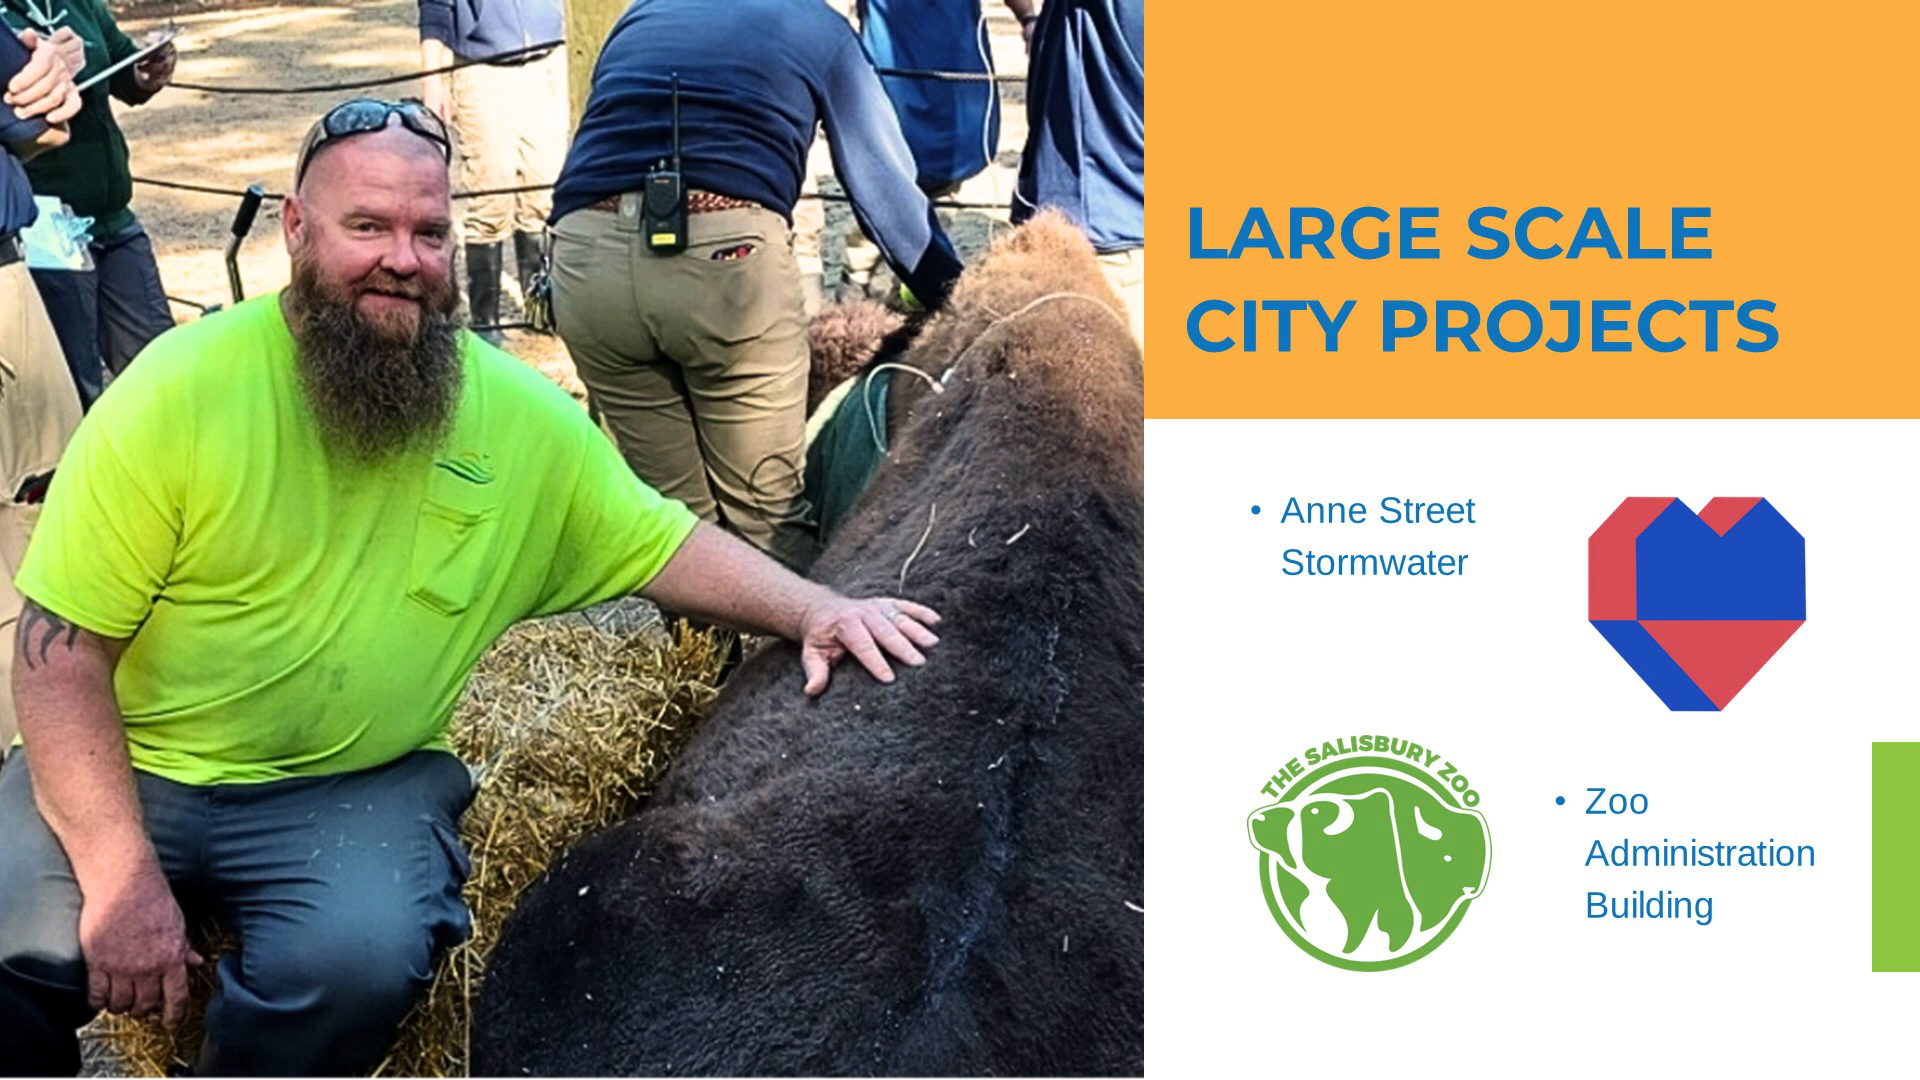 LARGE SCALE
CITY PROJECTS
• Anne Street
Stormwater
THE SALISBURY ZOO
• Zoo
Administration
Building